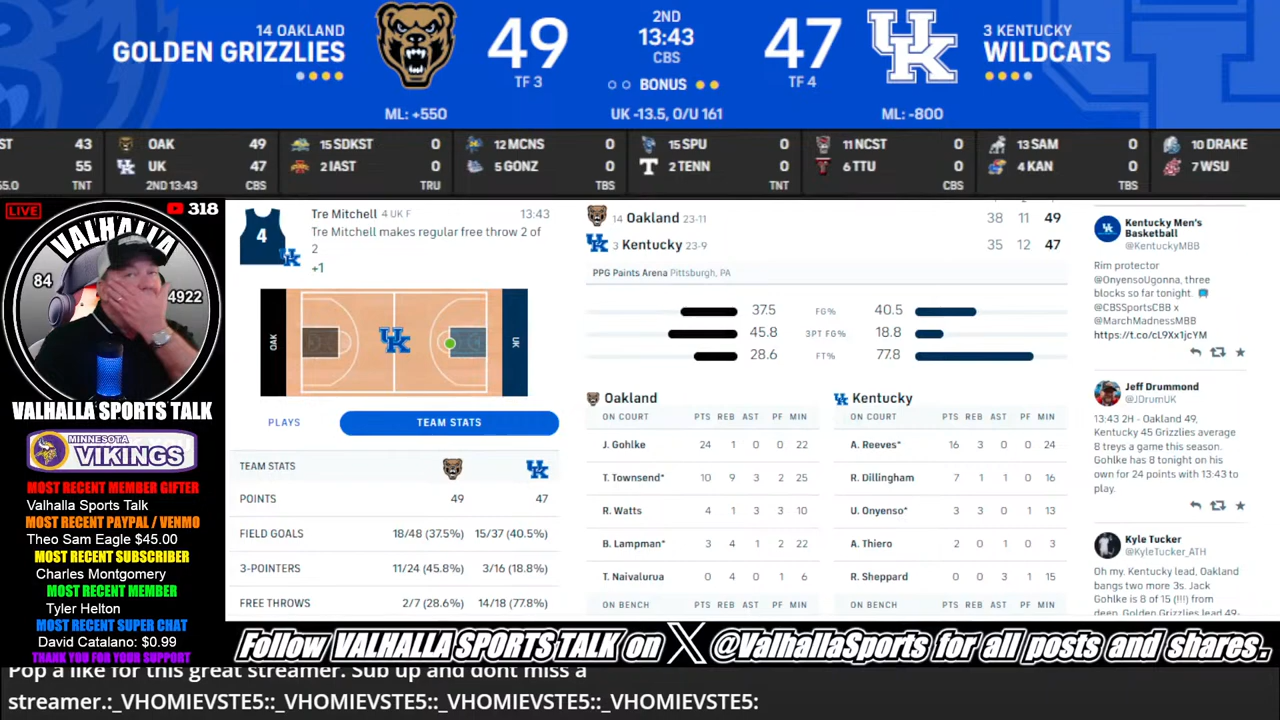 14 OAKLAND
GOLDEN GRIZZLIES
49
TF 3
2ND
13:43
CBS
BONUS
47
TF 4
UK
3 KENTUCKY
WILDCATS
ML: +550
UK -13.5, O/U 161
ML: -800
ST 43
55
55.0 TNT
OAK 49
UK 47
2ND 13:43 CBS
15 SDKST 0
2 IAST 0
TRU
12 MCNS 0
5 GONZ 0
TBS
15 SPU 0
2 TENN 0
TNT
11 NCST 0
6 TTU 0
CBS
13 SAM 0
4 KAN 0
TBS
10 DRAKE
7 WSU
LIVE
318
VALHALLA
84
4922
VALHALLA SPORTS TALK
MINNESOTA
VIKINGS
MOST RECENT MEMBER GIFTER
Valhalla Sports Talk
MOST RECENT PAYPAL / VENMO
Theo Sam Eagle $45.00
MOST RECENT SUBSCRIBER
Charles Montgomery
MOST RECENT MEMBER
Tyler Helton
MOST RECENT SUPER CHAT
David Catalano: $0.99
THANK YOU FOR YOUR SUPPORT
4
Tre Mitchell 4 UK F 13:43
Tre Mitchell makes regular free throw 2 of
2
+1
OAK
UK
UK
PLAYS
TEAM STATS
TEAM STATS
POINTS 49 47
FIELD GOALS 18/48 (37.5%) 15/37 (40.5%)
3-POINTERS 11/24 (45.8%) 3/16 (18.8%)
FREE THROWS 2/7 (28.6%) 14/18 (77.8%)
14 Oakland 23-11 38 11 49
3 Kentucky 23-9 35 12 47
PPG Paints Arena Pittsburgh, PA
37.5 FG% 40.5
45.8 3PT FG% 18.8
28.6 FT% 77.8
Oakland
ON COURT PTS REB AST PF MIN
J. Gohlke 24 1 0 0 22
T. Townsend* 10 9 3 2 25
R. Watts 4 1 3 3 10
B. Lampman* 3 4 1 2 22
T. Naivalurua 0 4 0 1 6
ON BENCH PTS REB AST PF MIN
Kentucky
ON COURT PTS REB AST PF MIN
A. Reeves* 16 3 0 0 24
R. Dillingham 7 1 1 0 16
U. Onyenso* 3 3 0 1 13
A. Thiero 2 0 1 0 3
R. Sheppard 0 0 3 1 15
ON BENCH PTS REB AST PF MIN
Kentucky Men's
Basketball
@KentuckyMBB
Rim protector
@OnyensoUgonna, three
blocks so far tonight.
@CBSSportsCBB x
@MarchMadnessMBB
https://t.co/cL9Xx1jcYM
Jeff Drummond
@JDrumUK
13:43 2H - Oakland 49,
Kentucky 45 Grizzlies average
8 treys a game this season.
Gohlke has 8 tonight on his
own for 24 points with 13:43 to
play.
Kyle Tucker
@KyleTucker_ATH
Oh my. Kentucky lead, Oakland
bangs two more 3s. Jack
Gohlke is 8 of 15 (!!!) from
deep. Golden Grizzlies lead 49-
Follow VALHALLA SPORTS TALK on X @ValhallaSports for all posts and shares.
Pop a like for this great streamer. Sub up and dont miss a
streamer.:_VHOMIEVSTE5::_VHOMIEVSTE5::_VHOMIEVSTE5::_VHOMIEVSTE5: